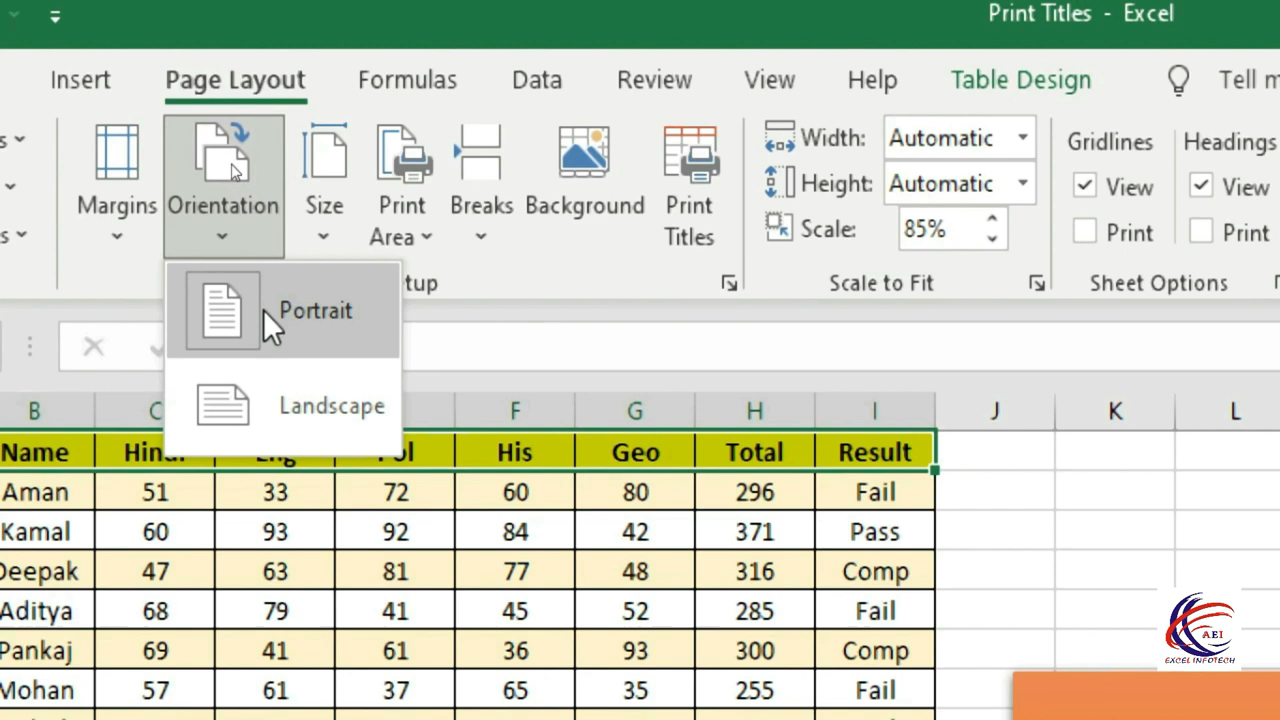 Print Titles - Excel
Insert Page Layout Formulas Data Review View Help Table Design Tell
Margins Orientation Size Print Area Breaks Background Print Titles
Width: Automatic
Height: Automatic
Scale: 85%
Scale to Fit
Gridlines Headings
View View
Print Print
Sheet Options
Portrait
Landscape
B C F G H I J K L
Name His Geo Total Result
Aman 51 33 72 60 80 296 Fail
Kamal 60 93 92 84 42 371 Pass
Deepak 47 63 81 77 48 316 Comp
Aditya 68 79 41 45 52 285 Fail
Pankaj 69 41 61 36 93 300 Comp
Mohan 57 61 37 65 35 255 Fail
AEI
EXCEL INFOTECH